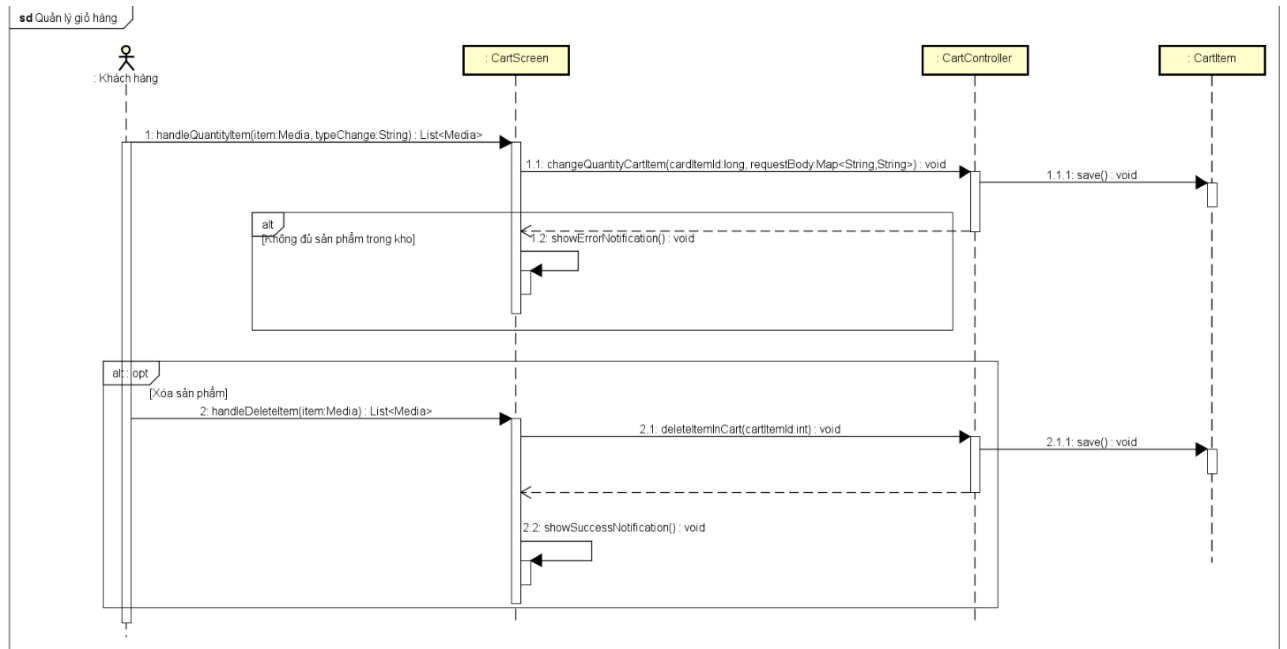 sd Quản lý giỏ hàng
: Khách hàng
: CartScreen
: CartController
: CartItem
1: handleQuantityItem(item:Media, typeChange:String) : List<Media>
1.1: changeQuantityCartItem(cardItemId:long, requestBody:Map<String,String>) : void
1.1.1: save() : void
alt
[Không đủ sản phẩm trong kho]
1.2: showErrorNotification() : void
alt : opt
[Xóa sản phẩm]
2: handleDeleteItem(item:Media) : List<Media>
2.1: deleteItemInCart(cartItemId:int) : void
2.1.1: save() : void
2.2: showSuccessNotification() : void